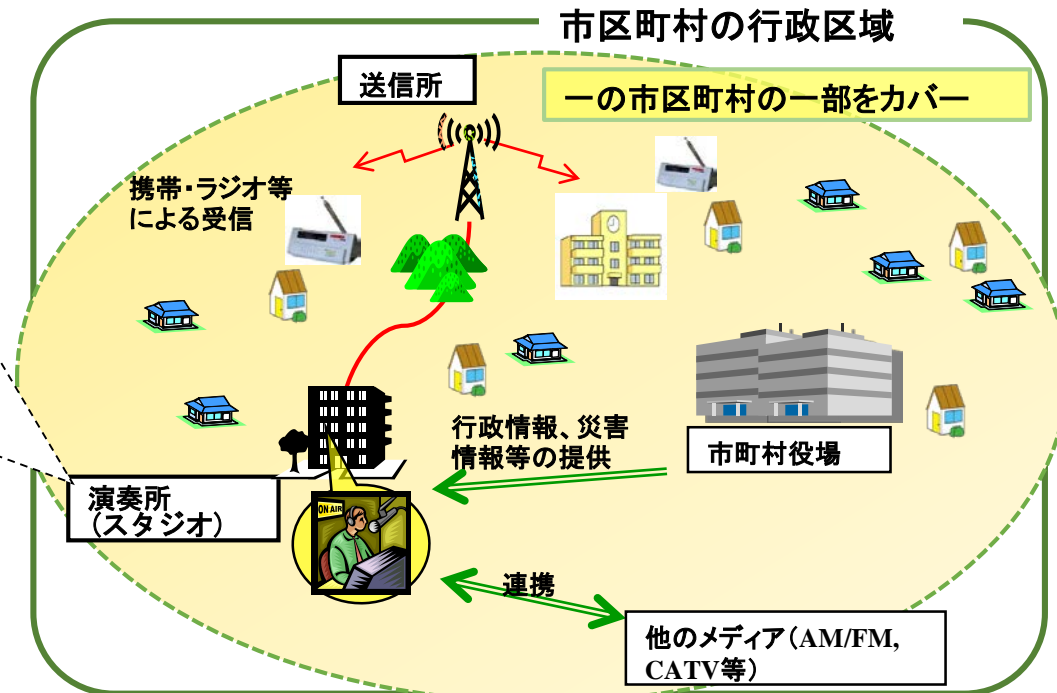 市区町村の行政区域
送信所
一の市区町村の一部をカバー
携帯・ラジオ等
による受信
行政情報、災害
情報等の提供
市町村役場
演奏所
（スタジオ）
ON AIR
連携
他のメディア（AM/FM,
CATV等）